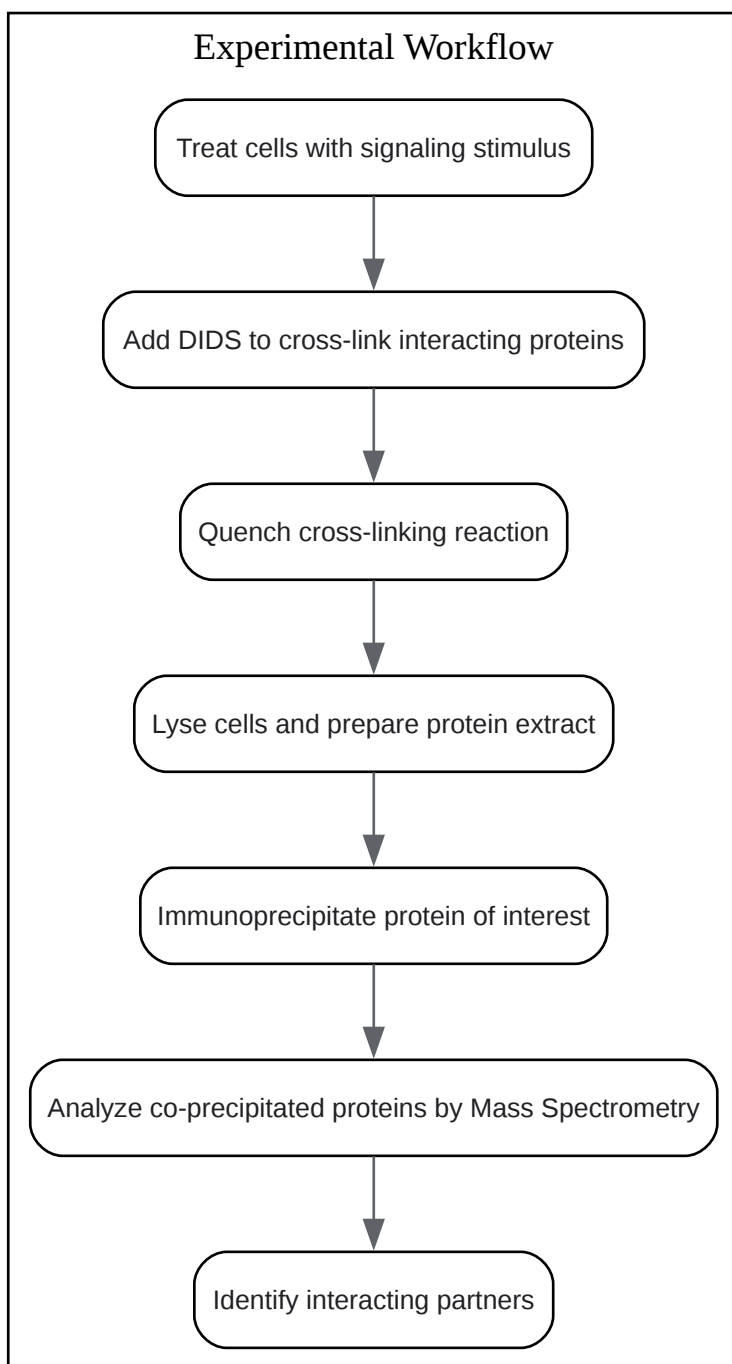 Experimental Workflow
Treat cells with signaling stimulus
Add DIDS to cross-link interacting proteins
Quench cross-linking reaction
Lyse cells and prepare protein extract
Immunoprecipitate protein of interest
Analyze co-precipitated proteins by Mass Spectrometry
Identify interacting partners